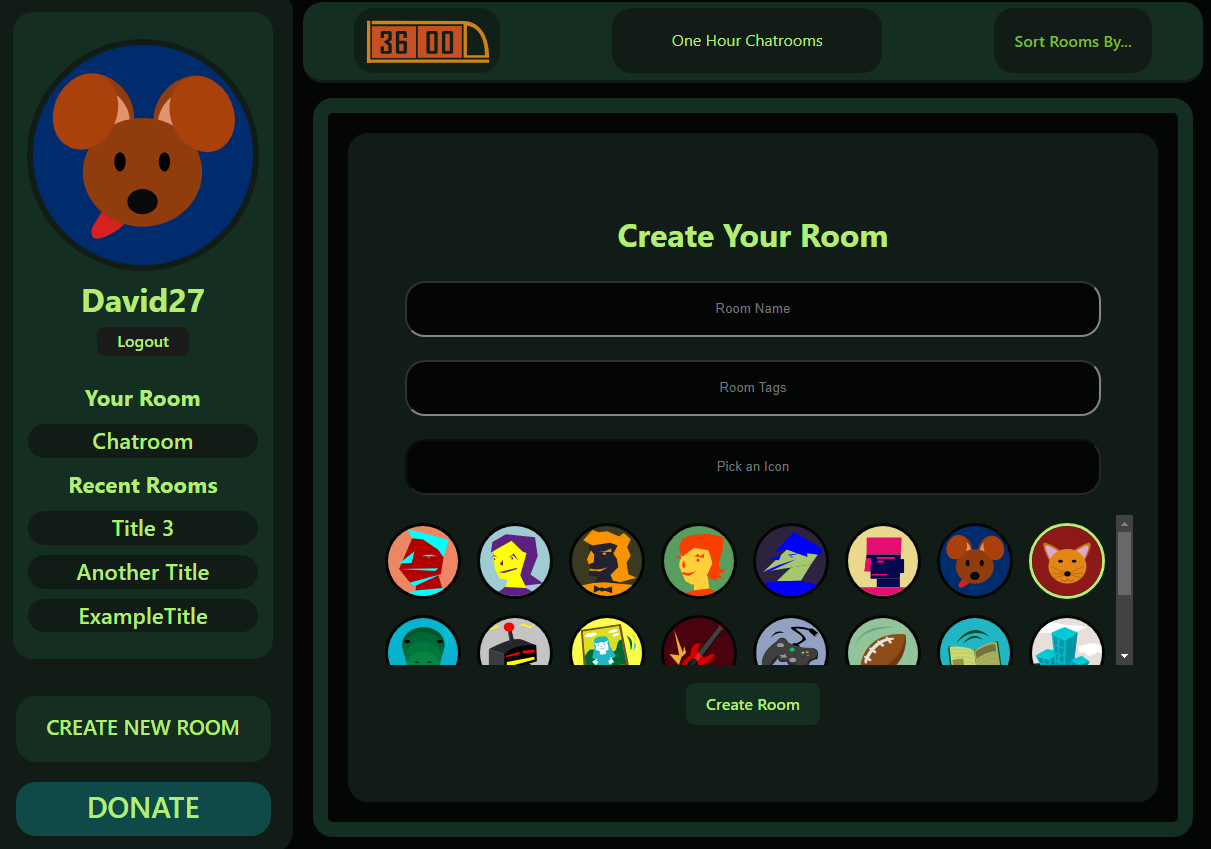 David27
Logout
Your Room
Chatroom
Recent Rooms
Title 3
Another Title
ExampleTitle
CREATE NEW ROOM
DONATE
36 00
One Hour Chatrooms
Sort Rooms By...
Create Your Room
Room Name
Room Tags
Pick an Icon
Create Room